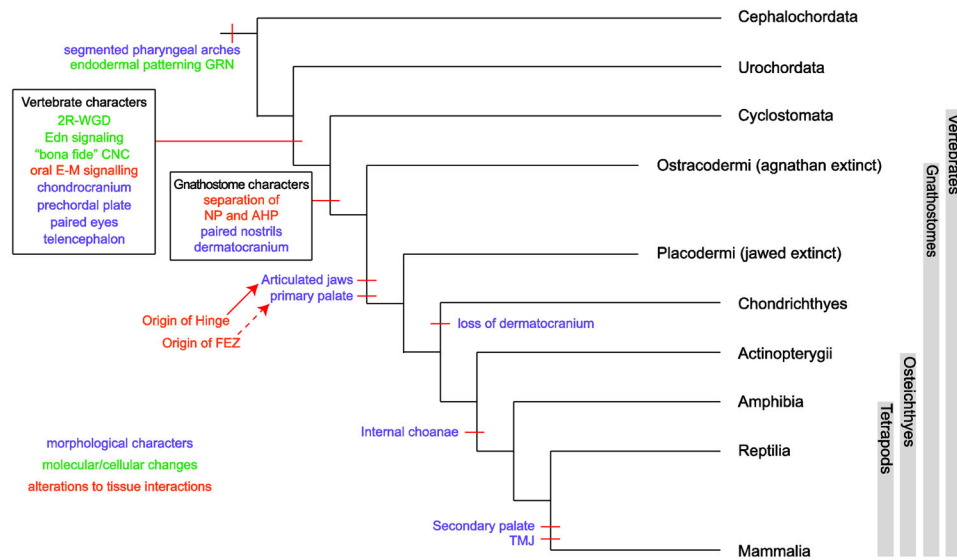 Cephalochordata
segmented pharyngeal arches
endodermal patterning GRN
Urochordata
Vertebrate characters
2R-WGD
Edn signaling
"bona fide" CNC
oral E-M signalling
chondrocranium
prechordal plate
paired eyes
telencephalon
Cyclostomata
Gnathostome characters
separation of
NP and AHP
paired nostrils
dermatocranium
Ostracodermi (agnathan extinct)
Placodermi (jawed extinct)
Articulated jaws
primary palate
Origin of Hinge
Origin of FEZ
Chondrichthyes
loss of dermatocranium
Actinopterygii
Amphibia
Internal choanae
Reptilia
Secondary palate
TMJ
Mammalia
morphological characters
molecular/cellular changes
alterations to tissue interactions
Tetrapods
Osteichthyes
Gnathostomes
Vertebrates